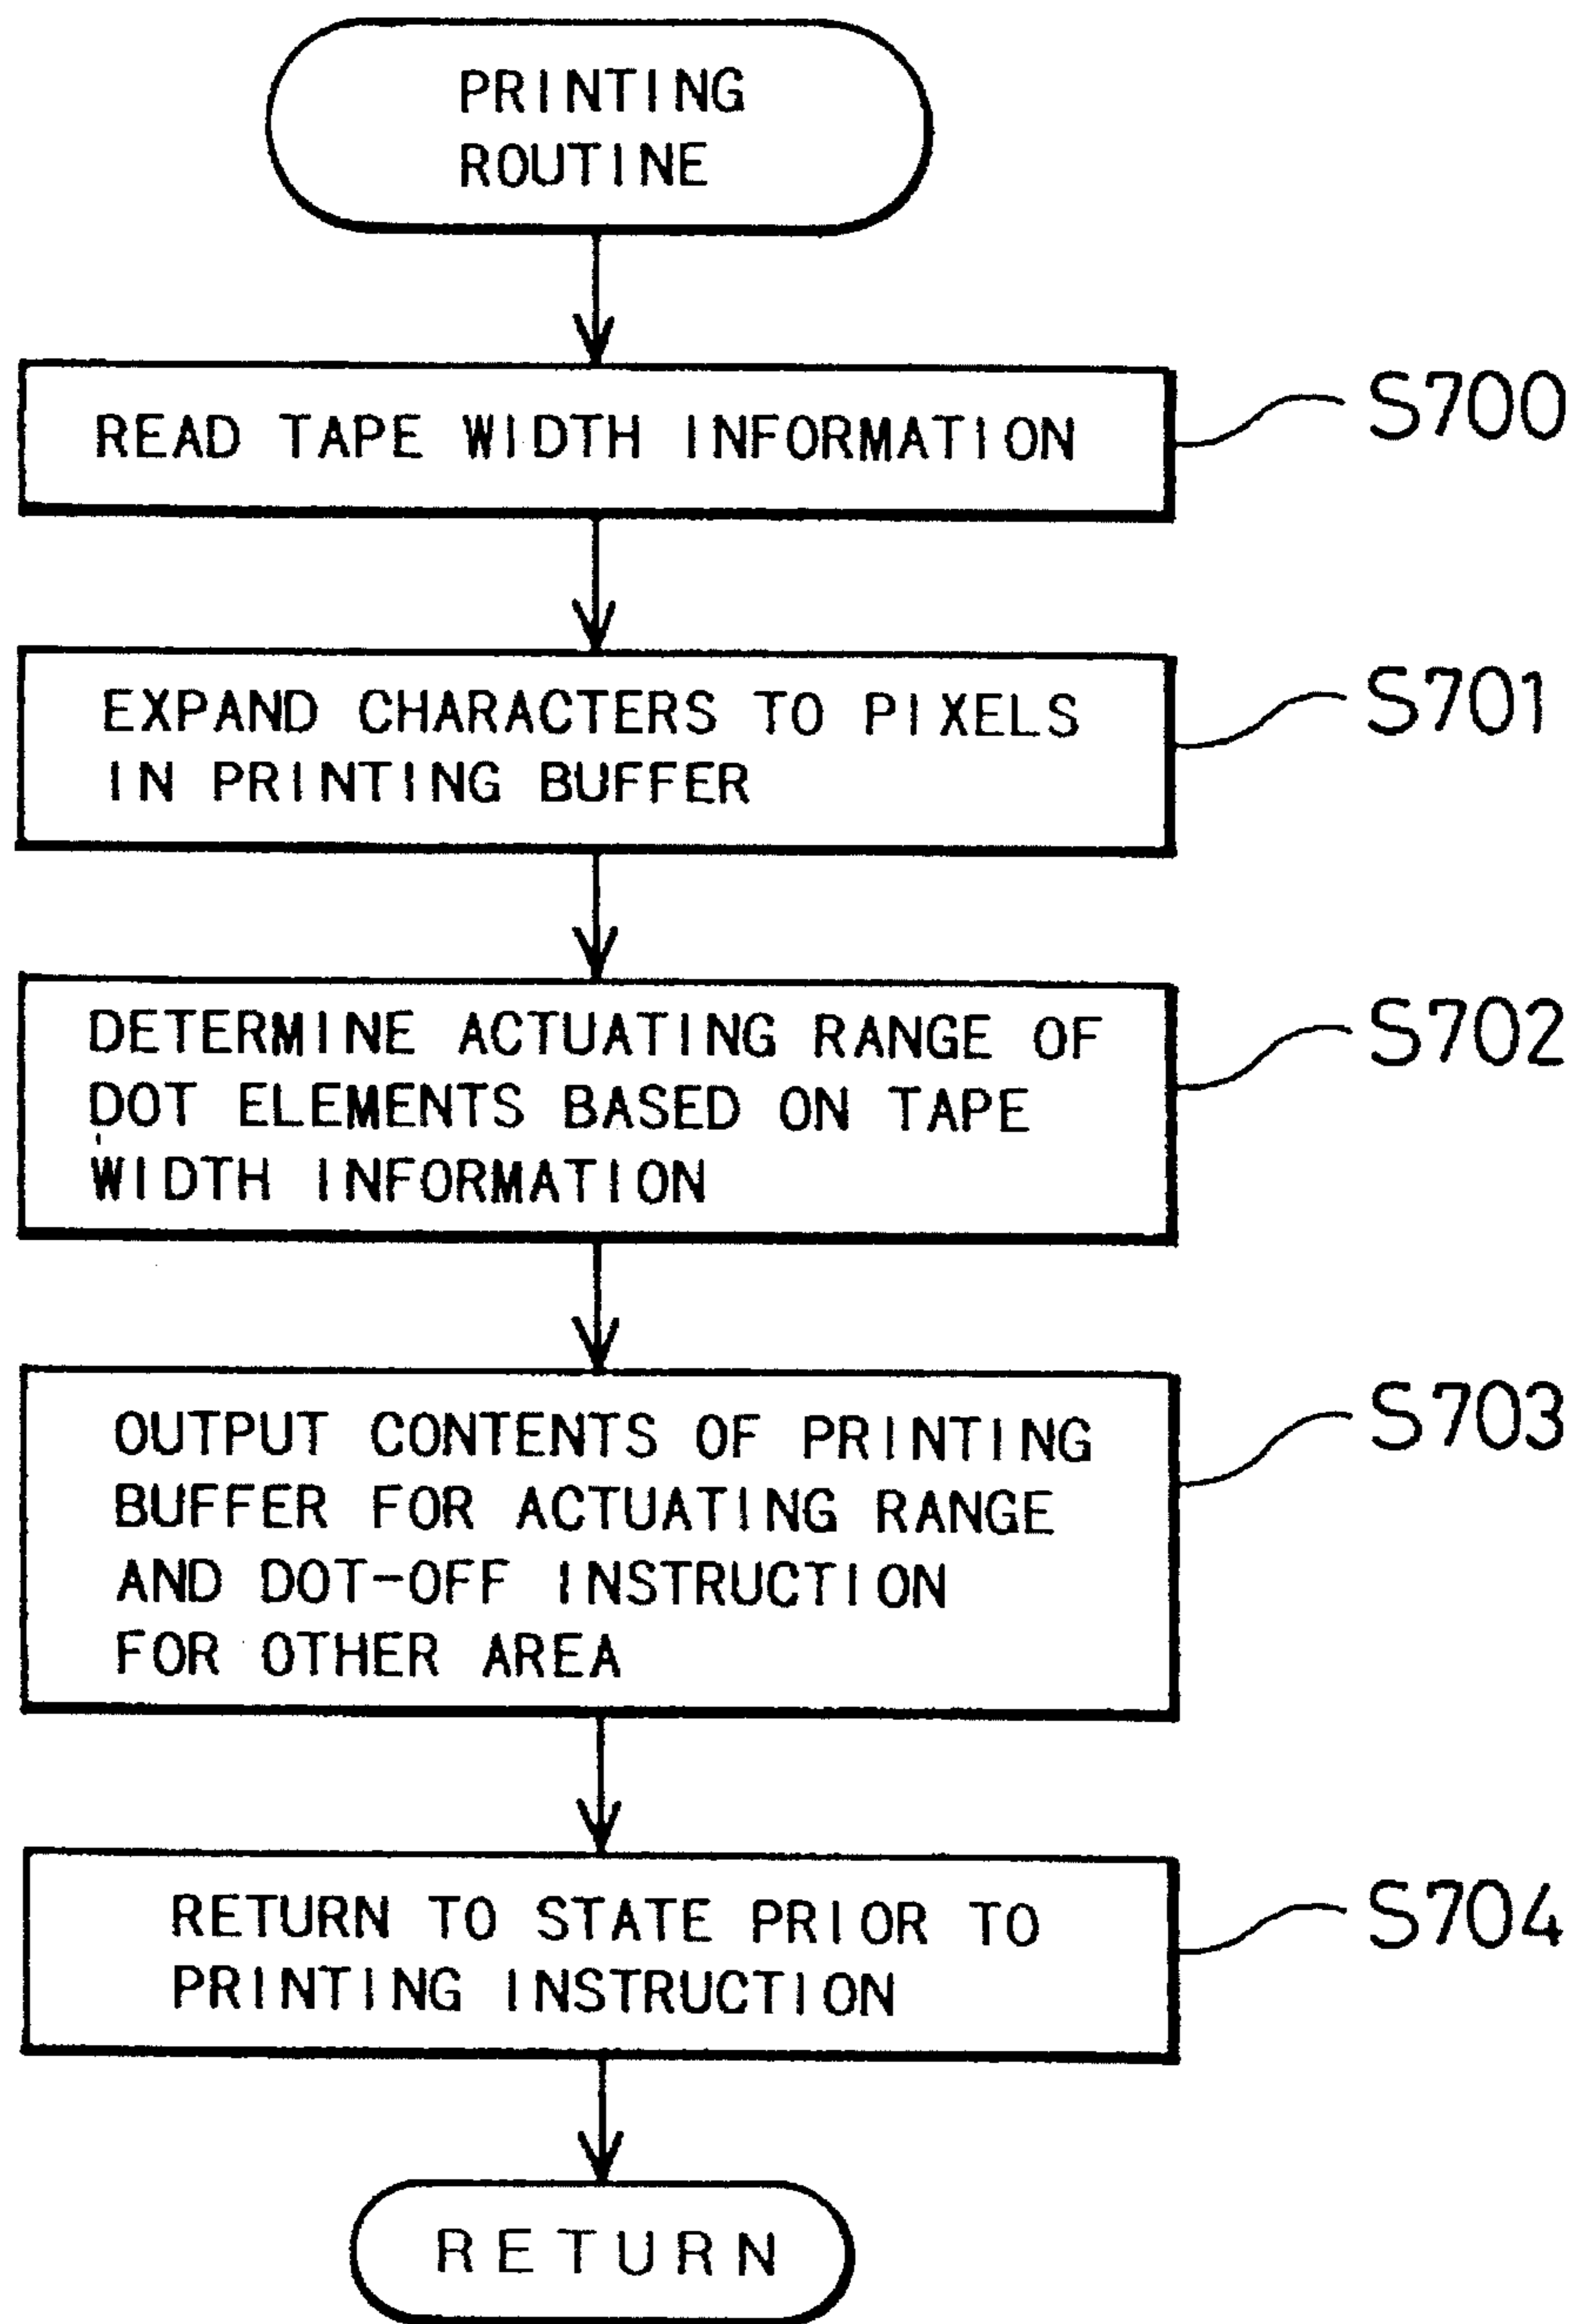 PRINTING
ROUTINE
READ TAPE WIDTH INFORMATION
S700
EXPAND CHARACTERS TO PIXELS
IN PRINTING BUFFER
S701
DETERMINE ACTUATING RANGE OF
DOT ELEMENTS BASED ON TAPE
WIDTH INFORMATION
S702
OUTPUT CONTENTS OF PRINTING
BUFFER FOR ACTUATING RANGE
AND DOT-OFF INSTRUCTION
FOR OTHER AREA
S703
RETURN TO STATE PRIOR TO
PRINTING INSTRUCTION
S704
RETURN